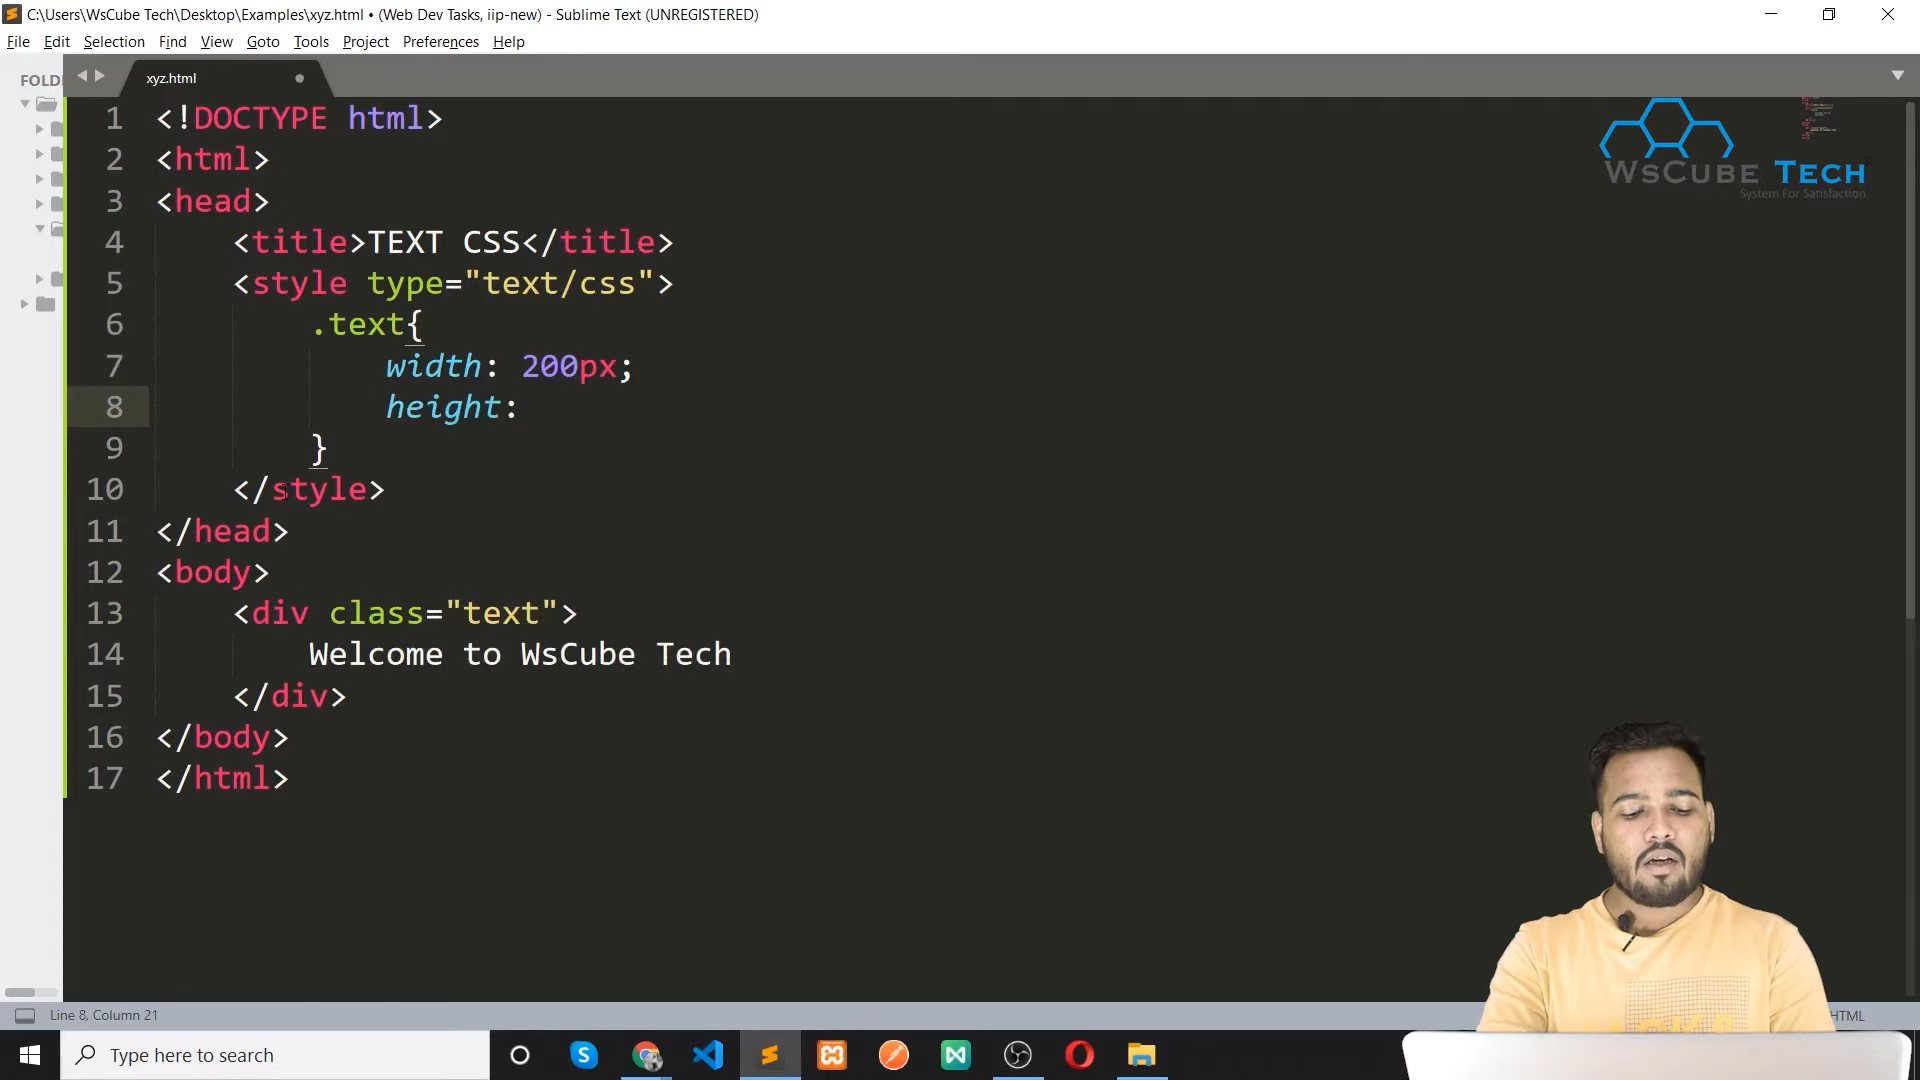 C:\Users\WsCube Tech\Desktop\Examples\xyz.html • (Web Dev Tasks, iip-new) - Sublime Text (UNREGISTERED)
File Edit Selection Find View Goto Tools Project Preferences Help
FOLD
xyz.html
1 <!DOCTYPE html>
2 <html>
3 <head>
4 <title>TEXT CSS</title>
5 <style type="text/css">
6 .text{
7 width: 200px;
8 height:
9 }
10 </style>
11 </head>
12 <body>
13 <div class="text">
14 Welcome to WsCube Tech
15 </div>
16 </body>
17 </html>
WsCube Tech
System For Satisfaction
Line 8, Column 21
HTML
Type here to search